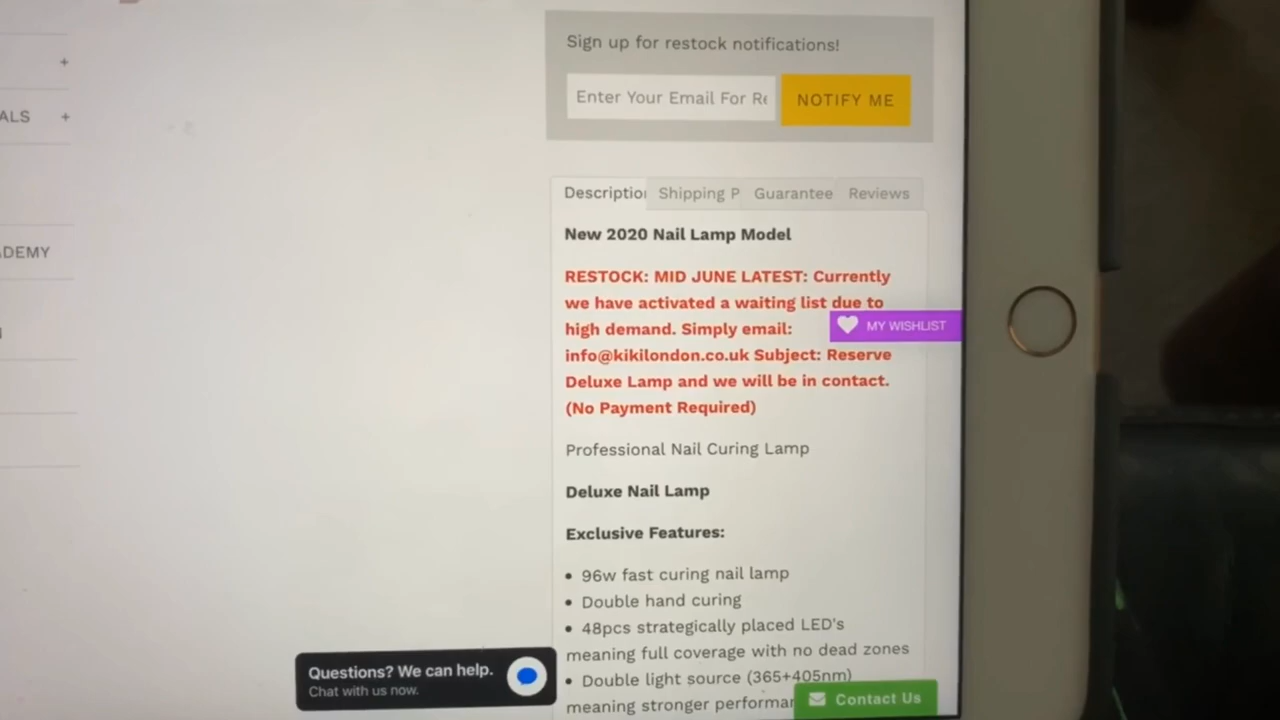 Sign up for restock notifications!
Enter Your Email For Re
NOTIFY ME
+
ALS +
ADEMY
Description
Shipping P
Guarantee
Reviews
New 2020 Nail Lamp Model
RESTOCK: MID JUNE LATEST: Currently
we have activated a waiting list due to
high demand. Simply email:
MY WISHLIST
info@kikilondon.co.uk Subject: Reserve
Deluxe Lamp and we will be in contact.
(No Payment Required)
Professional Nail Curing Lamp
Deluxe Nail Lamp
Exclusive Features:
• 96w fast curing nail lamp
• Double hand curing
• 48pcs strategically placed LED's
meaning full coverage with no dead zones
• Double light source (365+405nm)
meaning stronger performan
Questions? We can help.
Chat with us now.
Contact Us